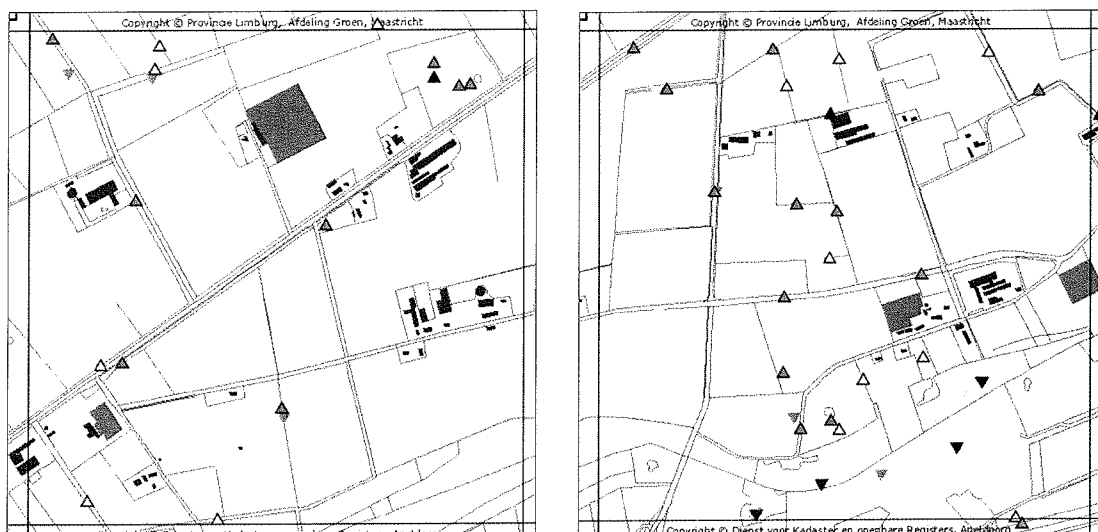 Copyright © Provincie Limburg, Afdeling Groen, Maastricht
Copyright © Provincie Limburg, Afdeling Groen, Maastricht
Copyright © Dienst voor Kadaster en openbare Registers, Apeldoorn